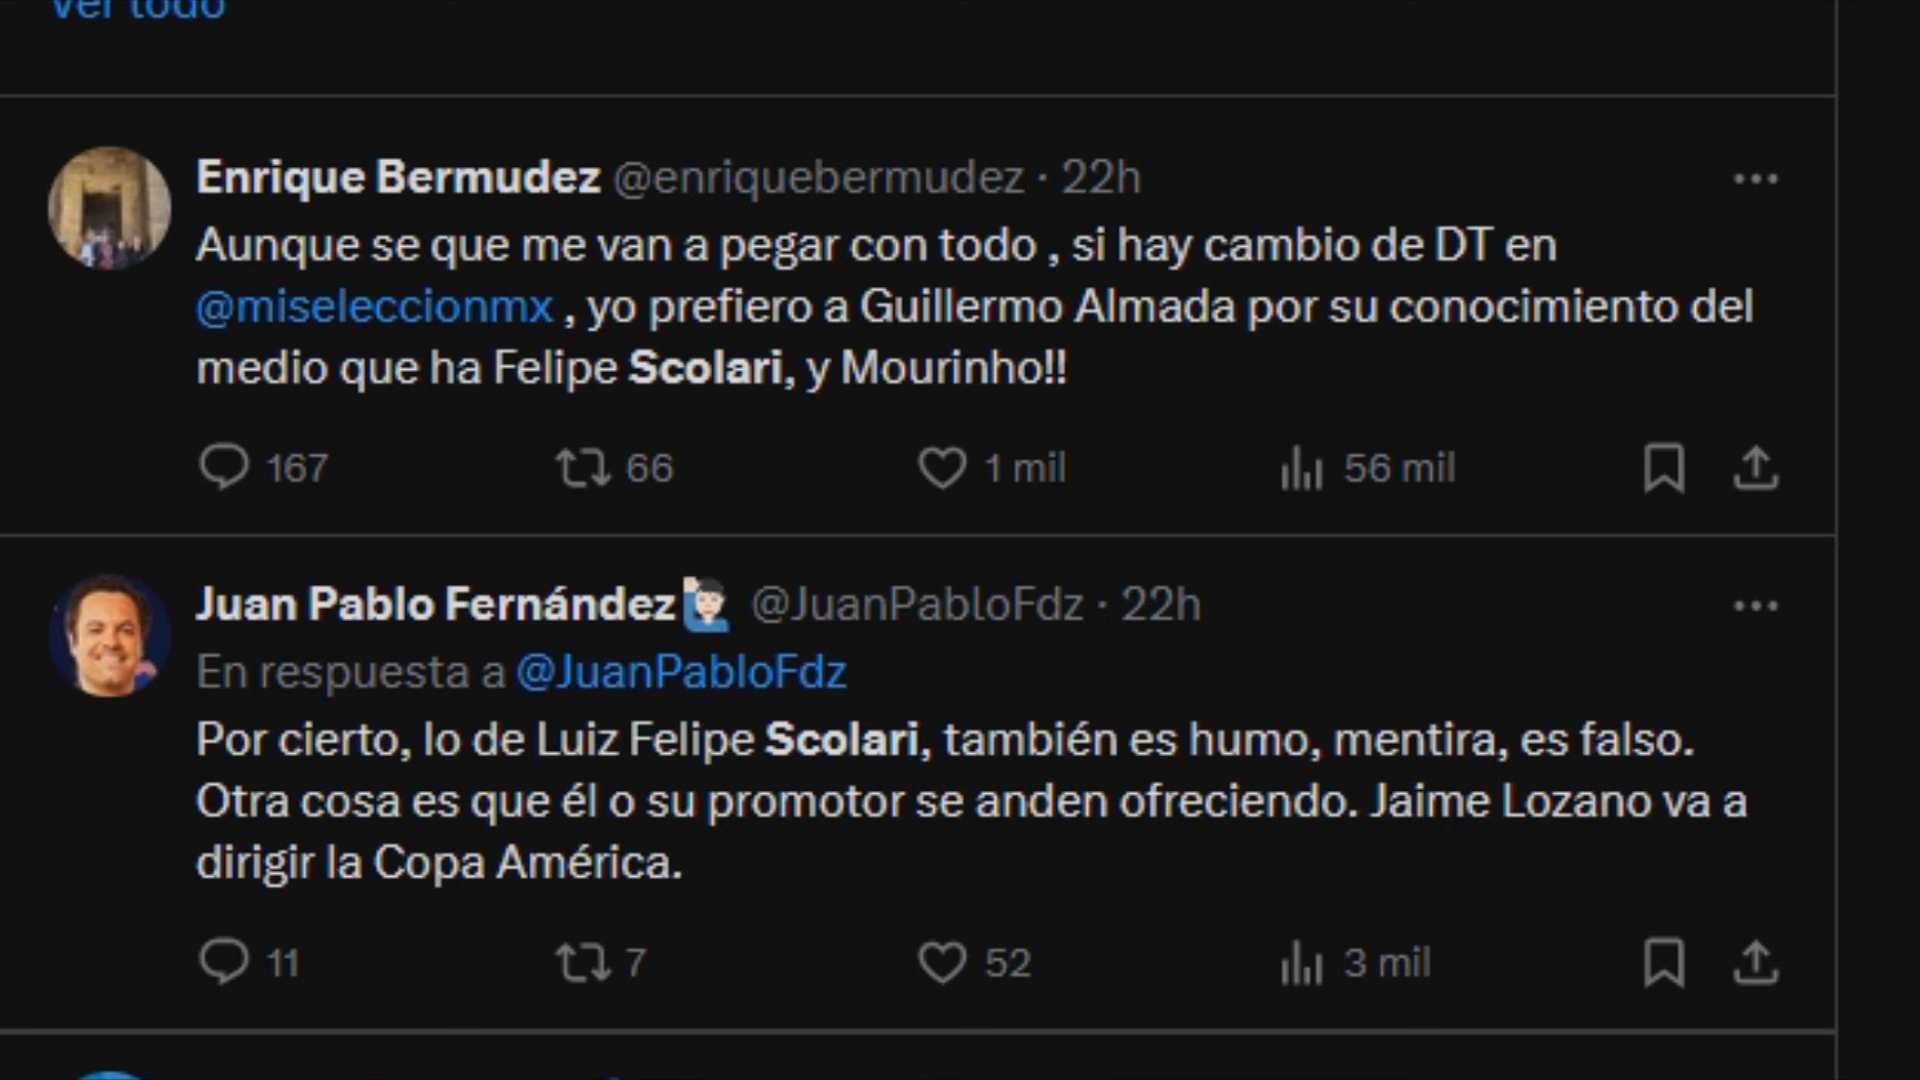 Ver todo
Enrique Bermudez @enriquebermudez · 22h
Aunque se que me van a pegar con todo , si hay cambio de DT en
@miseleccionmx , yo prefiero a Guillermo Almada por su conocimiento del
medio que ha Felipe Scolari, y Mourinho!!
167 66 1 mil 56 mil
Juan Pablo Fernández @JuanPabloFdz · 22h
En respuesta a @JuanPabloFdz
Por cierto, lo de Luiz Felipe Scolari, también es humo, mentira, es falso.
Otra cosa es que él o su promotor se anden ofreciendo. Jaime Lozano va a
dirigir la Copa América.
11 7 52 3 mil